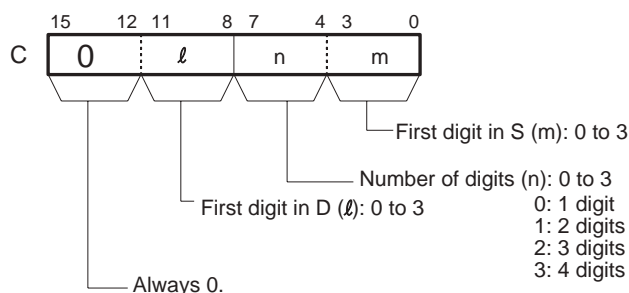 15 12 11 8 7 4 3 0
C 0 ℓ n m
First digit in S (m): 0 to 3
Number of digits (n): 0 to 3
0: 1 digit
1: 2 digits
2: 3 digits
3: 4 digits
First digit in D (ℓ): 0 to 3
Always 0.